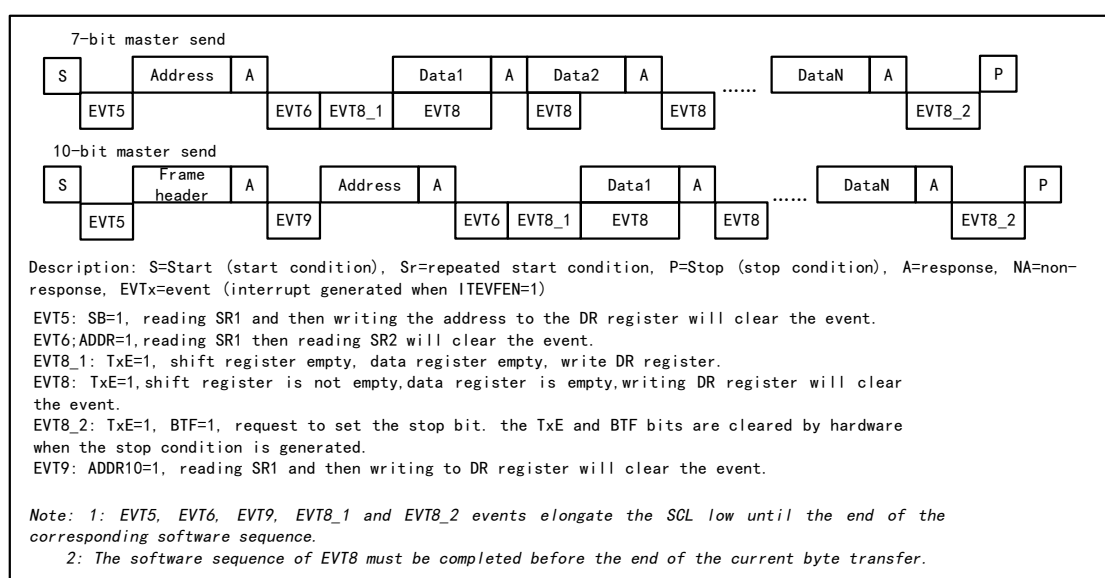 7-bit master send
S Address A Data1 A Data2 A ...... DataN A P
EVT5 EVT6 EVT8_1 EVT8 EVT8 EVT8 EVT8_2
10-bit master send
S Frame header A Address A Data1 A ...... DataN A P
EVT5 EVT9 EVT6 EVT8_1 EVT8 EVT8 EVT8_2
Description: S=Start (start condition), Sr=repeated start condition, P=Stop (stop condition), A=response, NA=non-
response, EVTx=event (interrupt generated when ITEVFEN=1)
EVT5: SB=1, reading SR1 and then writing the address to the DR register will clear the event.
EVT6;ADDR=1,reading SR1 then reading SR2 will clear the event.
EVT8_1: TxE=1, shift register empty, data register empty, write DR register.
EVT8: TxE=1,shift register is not empty,data register is empty,writing DR register will clear
the event.
EVT8_2: TxE=1, BTF=1, request to set the stop bit. the TxE and BTF bits are cleared by hardware
when the stop condition is generated.
EVT9: ADDR10=1, reading SR1 and then writing to DR register will clear the event.
Note: 1: EVT5, EVT6, EVT9, EVT8_1 and EVT8_2 events elongate the SCL low until the end of the
corresponding software sequence.
2: The software sequence of EVT8 must be completed before the end of the current byte transfer.